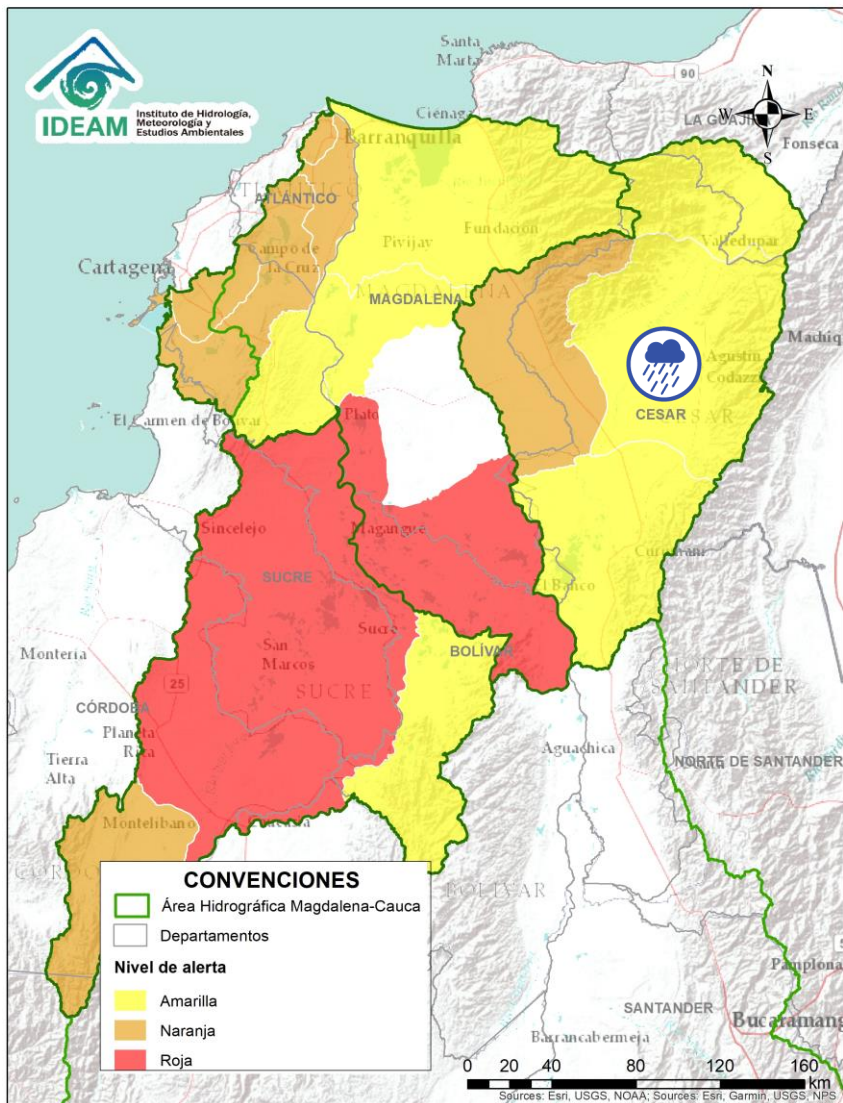 Santa
Marta
90
N
W
E
S
IDEAM
Instituto de Hidrología,
Meteorología y
Estudios Ambientales
Ciénaga
LA GUAJIRA
Fonseca
Barranquilla
ATLÁNTICO
Valledupar
Pivijay
Fundación
Campo de
la Cruz
Cartagena
MAGDALENA
Machiq
Agustín
Codazzi
El Carmen de Bolívar
Plato
CESAR
Sincelejo
Magangué
SUCRE
Curumaní
El Banco
Sucre
San
Marcos
BOLÍVAR
Montería
25
SUCRE
NORTE DE
SANTANDER
CÓRDOBA
Planeta
Rica
Aguachica
Tierra
Alta
NORTE DE SANTANDER
Montelíbano
Caucasia
CONVENCIONES
Área Hidrográfica Magdalena-Cauca
BOLÍVAR
Departamentos
Nivel de alerta
Pamplona
Amarilla
Naranja
SANTANDER
Bucaramang
Roja
Barrancabermeja
0 20 40 80 120 160
km
Sources: Esri, USGS, NOAA; Sources: Esri, Garmin, USGS, NPS